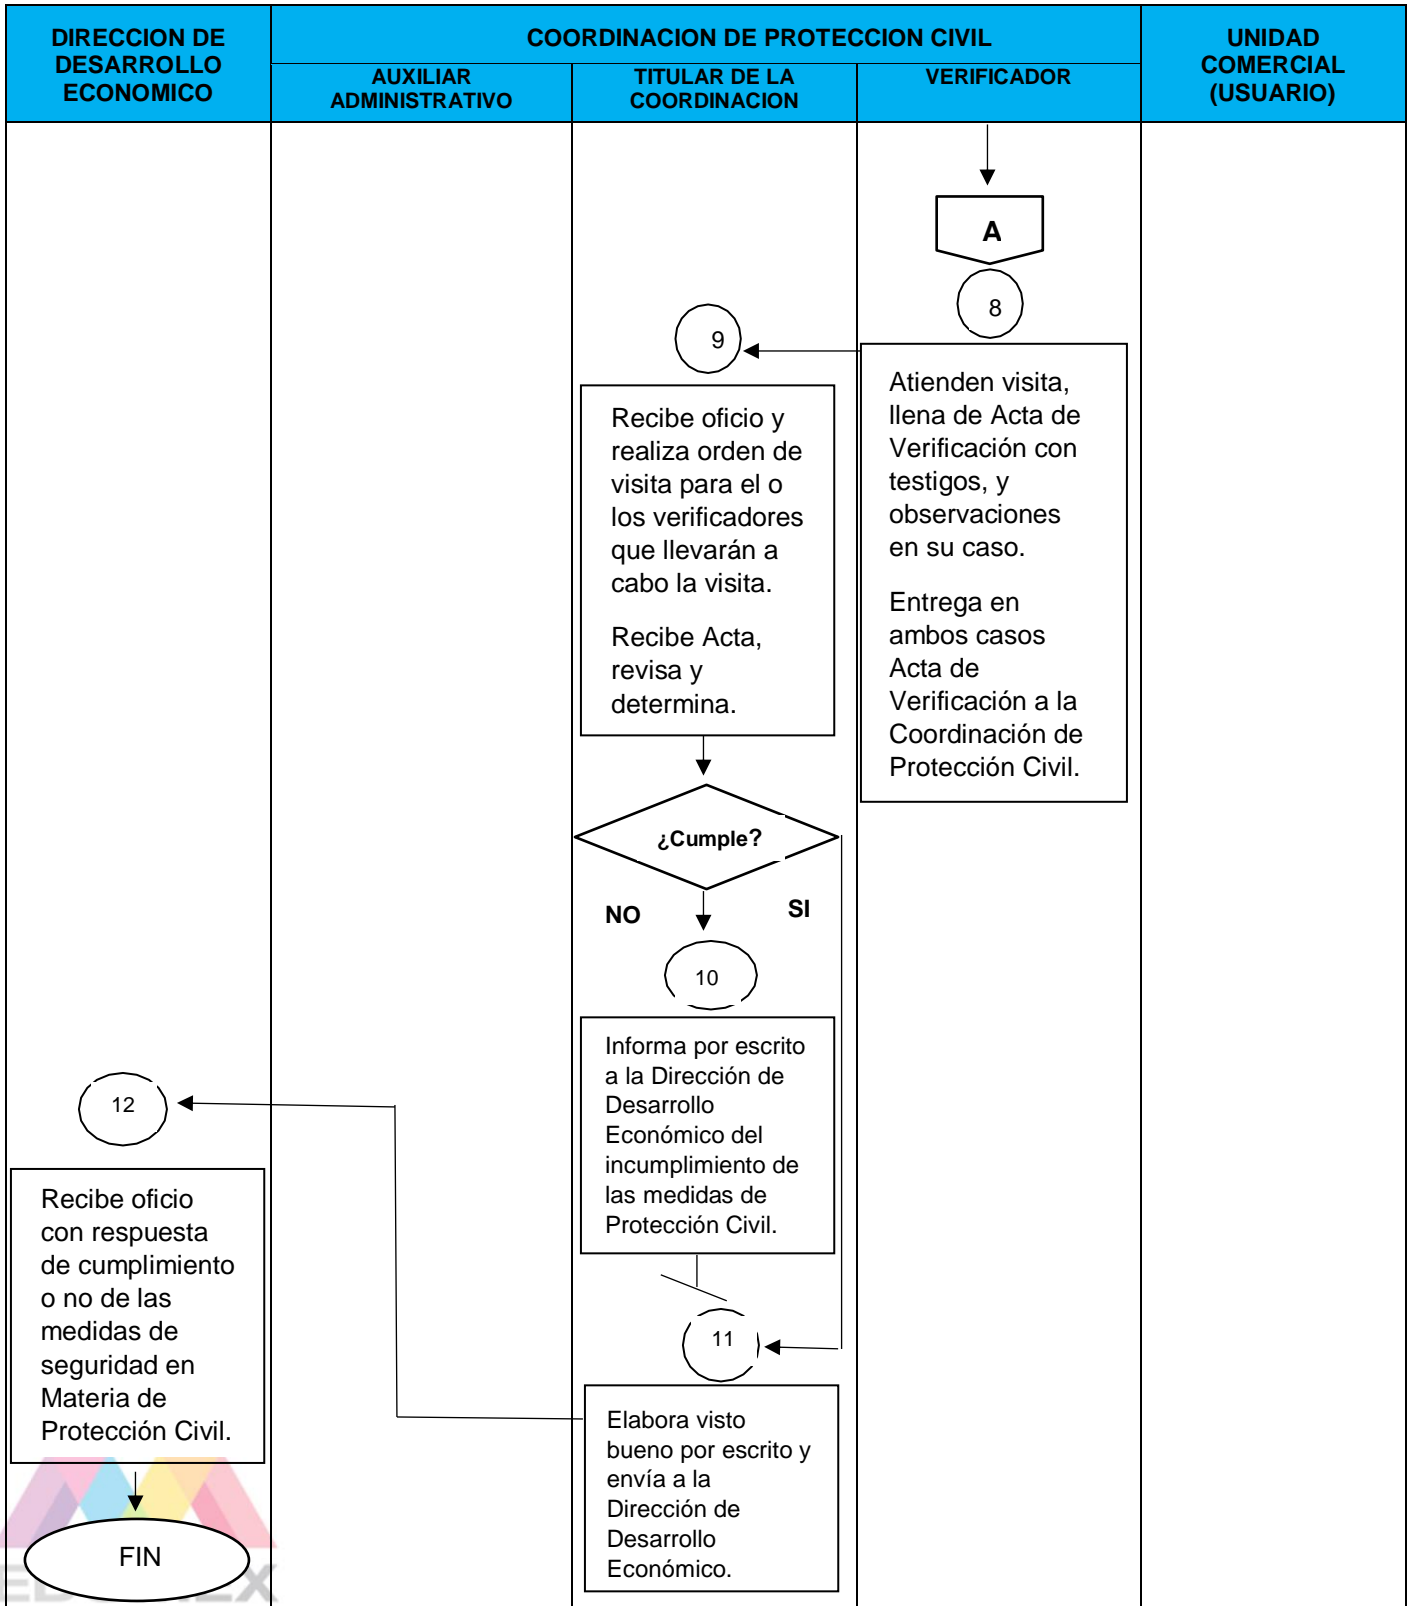 DIRECCION DE
DESARROLLO
ECONOMICO
COORDINACION DE PROTECCION CIVIL
AUXILIAR
ADMINISTRATIVO
TITULAR DE LA
COORDINACION
VERIFICADOR
UNIDAD
COMERCIAL
(USUARIO)
A
8
Atienden visita,
llena de Acta de
Verificación con
testigos, y
observaciones
en su caso.
Entrega en
ambos casos
Acta de
Verificación a la
Coordinación de
Protección Civil.
9
Recibe oficio y
realiza orden de
visita para el o
los verificadores
que llevarán a
cabo la visita.
Recibe Acta,
revisa y
determina.
¿Cumple?
NO
SI
10
Informa por escrito
a la Dirección de
Desarrollo
Económico del
incumplimiento de
las medidas de
Protección Civil.
11
Elabora visto
bueno por escrito y
envía a la
Dirección de
Desarrollo
Económico.
12
Recibe oficio
con respuesta
de cumplimiento
o no de las
medidas de
seguridad en
Materia de
Protección Civil.
FIN